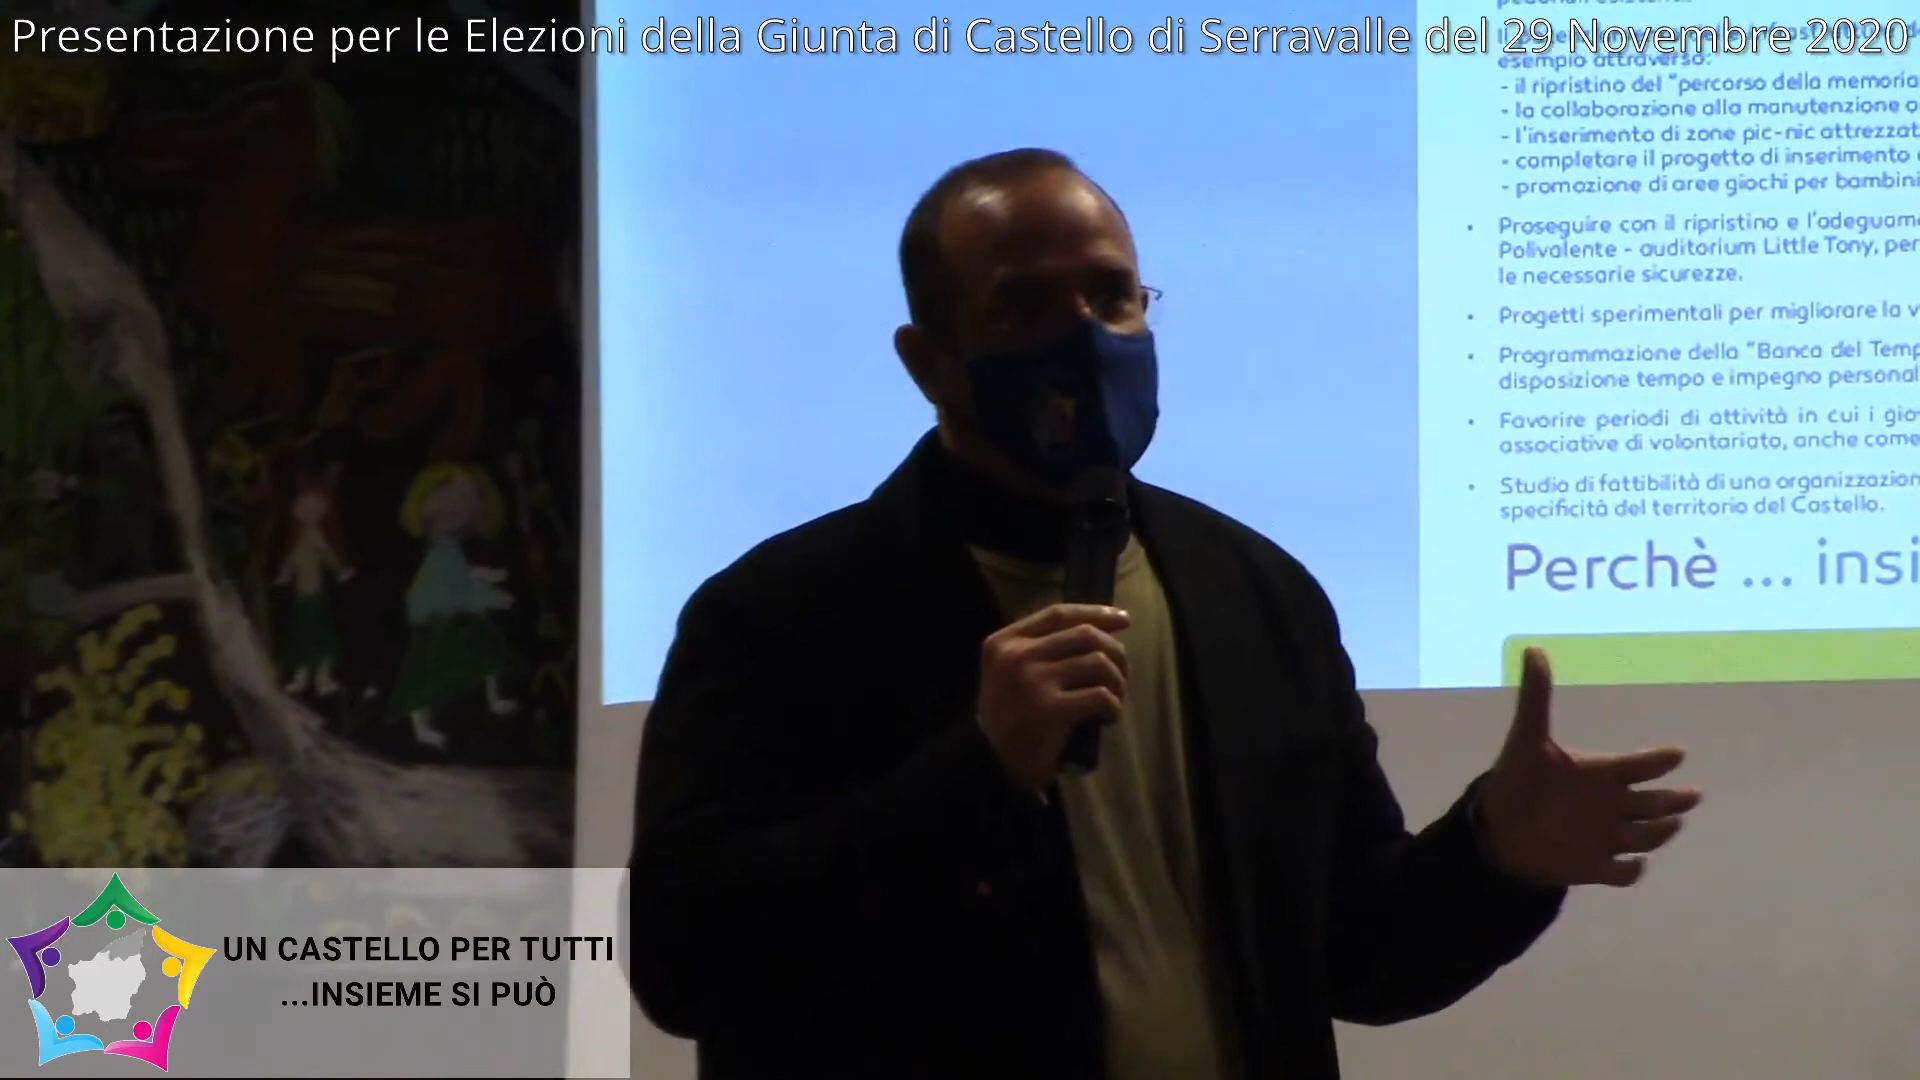 Presentazione per le Elezioni della Giunta di Castello di Serravalle del 29 Novembre 2020
esempio attraverso:
- il ripristino del "percorso della memoria
- la collaborazione alla manutenzione o
- l'inserimento di zone pic-nic attrezzat
- completare il progetto di inserimento
- promozione di aree giochi per bambini
• Proseguire con il ripristino e l'adeguam
Polivalente - auditorium Little Tony, per
le necessarie sicurezze.
• Progetti sperimentali per migliorare la v
• Programmazione della "Banca del Temp
disposizione tempo e impegno personal
• Favorire periodi di attività in cui i gio
associative di volontariato, anche come
• Studio di fattibilità di una organizzazion
specificità del territorio del Castello.
Perchè ... insi
UN CASTELLO PER TUTTI
...INSIEME SI PUÒ